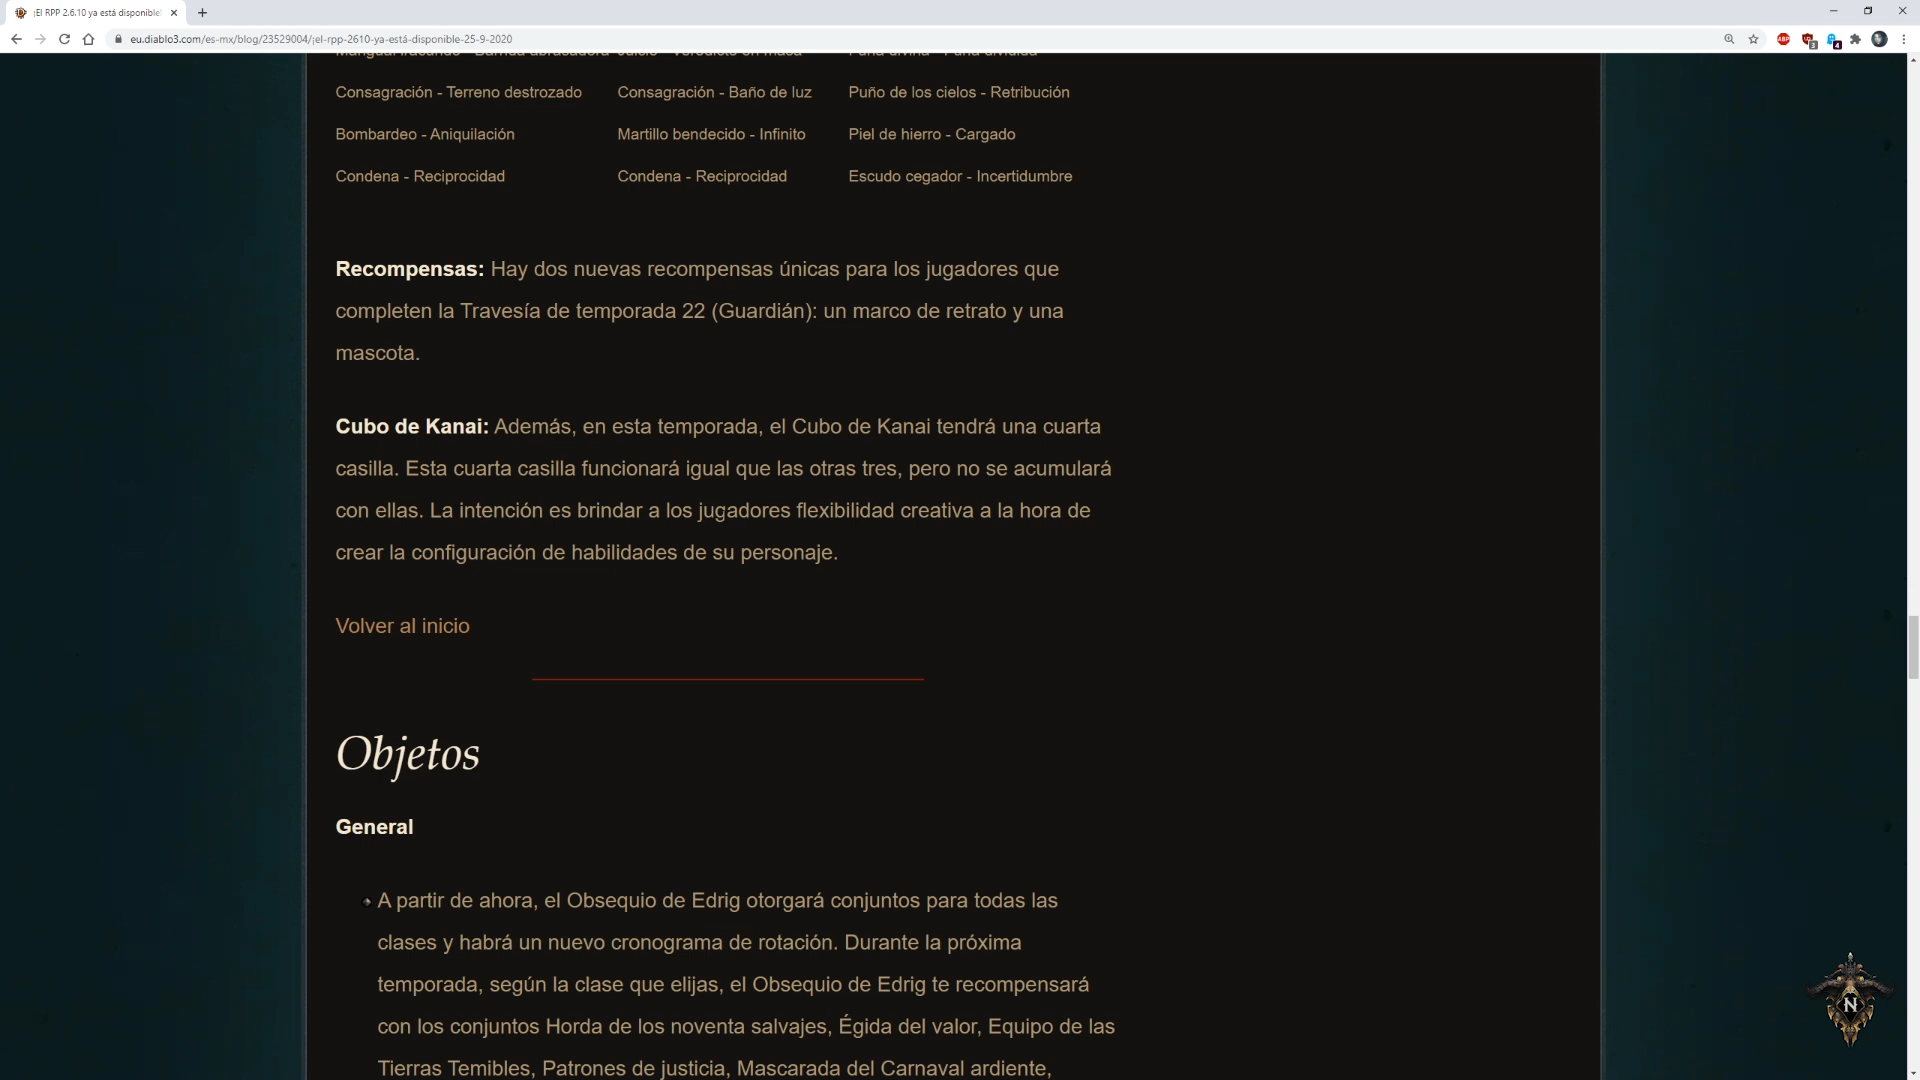 ¡El RPP 2.6.10 ya está disponible!
eu.diablo3.com/es-mx/blog/23529004/¡el-rpp-2610-ya-está-disponible-25-9-2020
Consagración - Terreno destrozado Consagración - Baño de luz Puño de los cielos - Retribución
Bombardeo - Aniquilación Martillo bendecido - Infinito Piel de hierro - Cargado
Condena - Reciprocidad Condena - Reciprocidad Escudo cegador - Incertidumbre
Recompensas: Hay dos nuevas recompensas únicas para los jugadores que
completen la Travesía de temporada 22 (Guardián): un marco de retrato y una
mascota.
Cubo de Kanai: Además, en esta temporada, el Cubo de Kanai tendrá una cuarta
casilla. Esta cuarta casilla funcionará igual que las otras tres, pero no se acumulará
con ellas. La intención es brindar a los jugadores flexibilidad creativa a la hora de
crear la configuración de habilidades de su personaje.
Volver al inicio
Objetos
General
A partir de ahora, el Obsequio de Edrig otorgará conjuntos para todas las
clases y habrá un nuevo cronograma de rotación. Durante la próxima
temporada, según la clase que elijas, el Obsequio de Edrig te recompensará
con los conjuntos Horda de los noventa salvajes, Égida del valor, Equipo de las
Tierras Temibles, Patrones de justicia, Mascarada del Carnaval ardiente,
N